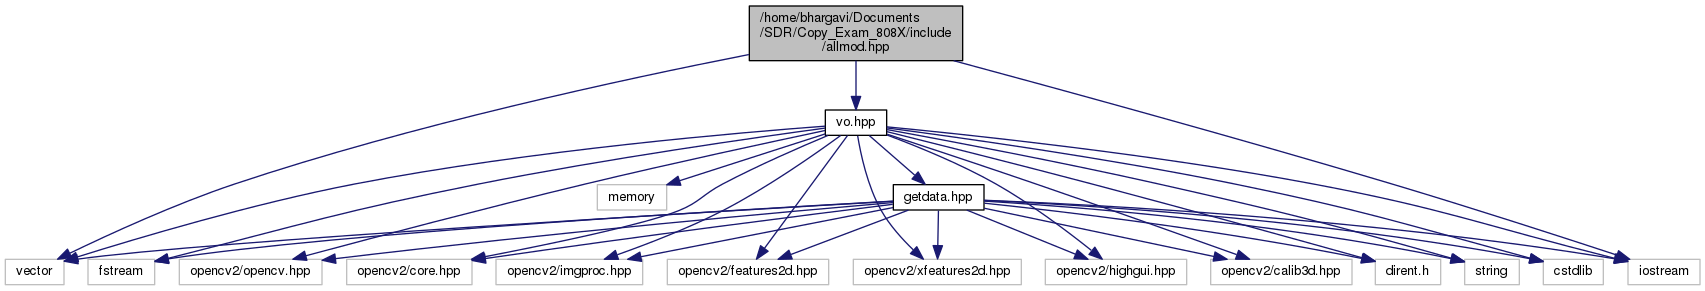 /home/bhargavi/Documents
/SDR/Copy_Exam_808X/include
/allmod.hpp
vo.hpp
memory
getdata.hpp
vector
fstream
opencv2/opencv.hpp
opencv2/core.hpp
opencv2/imgproc.hpp
opencv2/features2d.hpp
opencv2/xfeatures2d.hpp
opencv2/highgui.hpp
opencv2/calib3d.hpp
dirent.h
string
cstdlib
iostream